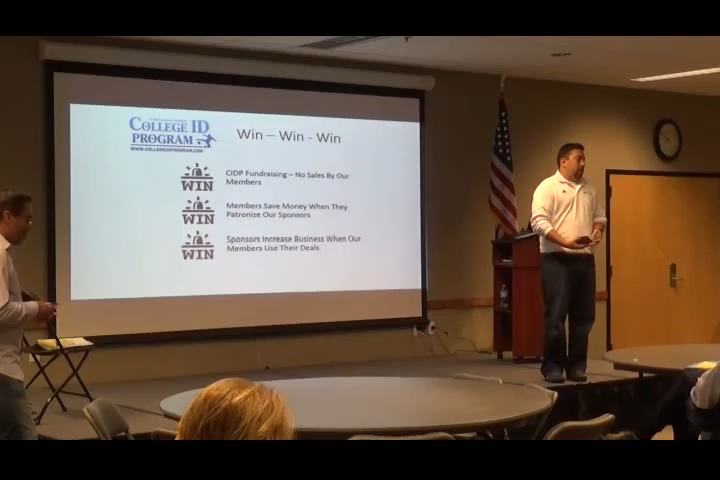 COLLEGE ID
PROGRAM
WWW.COLLEGEIDPROGRAM.COM
Win – Win - Win
WIN
CIDP Fundraising – No Sales By Our
Members
WIN
Members Save Money When They
Patronize Our Sponsors
WIN
Sponsors Increase Business When Our
Members Use Their Deals